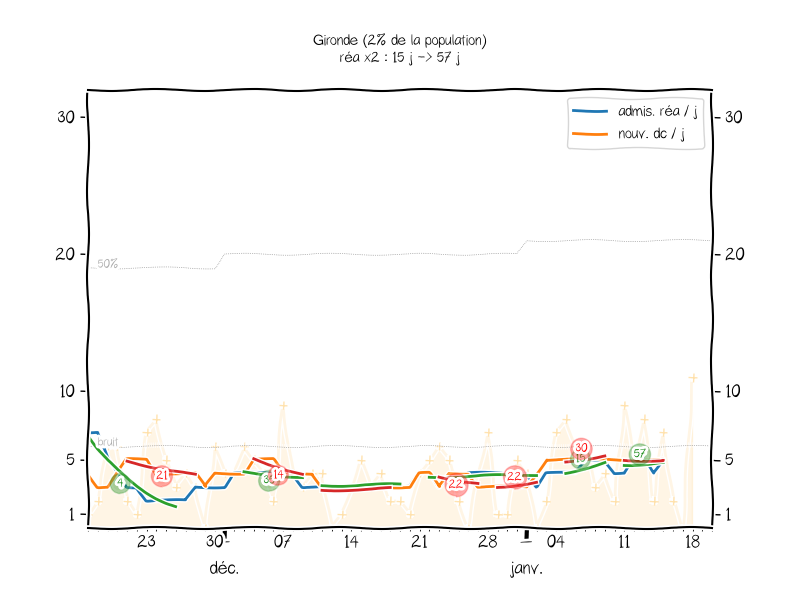 Gironde (2% de la population)
réa x2 : 15 j -> 57 j
admis. réa / j
nouv. dc / j
30 30
20 20
10 10
5 5
1 1
50%
bruit
4 21 14 22 22 30 15 57
23 30 07 14 21 28 04 11 18
déc. janv.